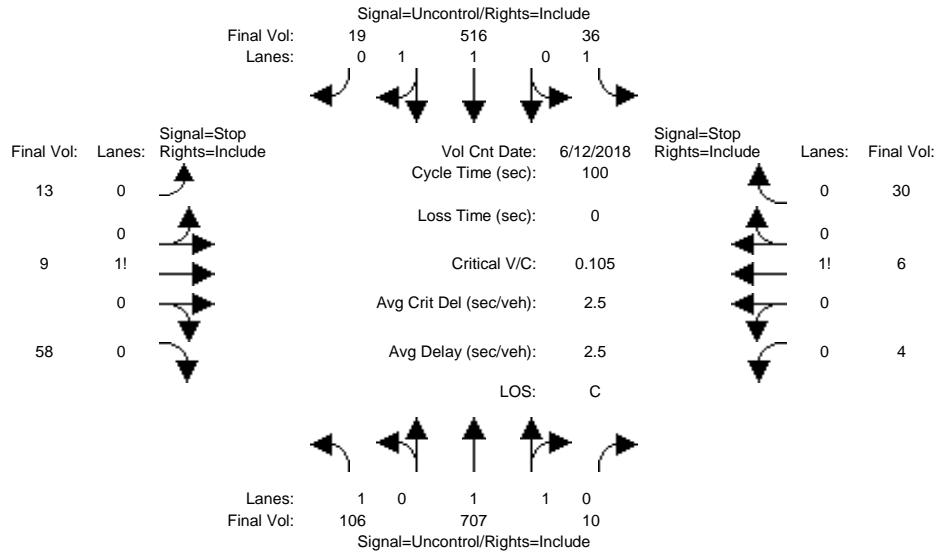 Signal=Uncontrol/Rights=Include
Final Vol: 19 516 36
Lanes: 0 1 1 0 1
Signal=Stop
Final Vol: Lanes: Rights=Include
Vol Cnt Date: 6/12/2018
Signal=Stop
Rights=Include Lanes: Final Vol:
Cycle Time (sec): 100
13 0
0 30
Loss Time (sec): 0
0
0
9 1!
Critical V/C: 0.105
1! 6
0
Avg Crit Del (sec/veh): 2.5
0
58 0
Avg Delay (sec/veh): 2.5
0 4
LOS: C
Lanes: 1 0 1 1 0
Final Vol: 106 707 10
Signal=Uncontrol/Rights=Include